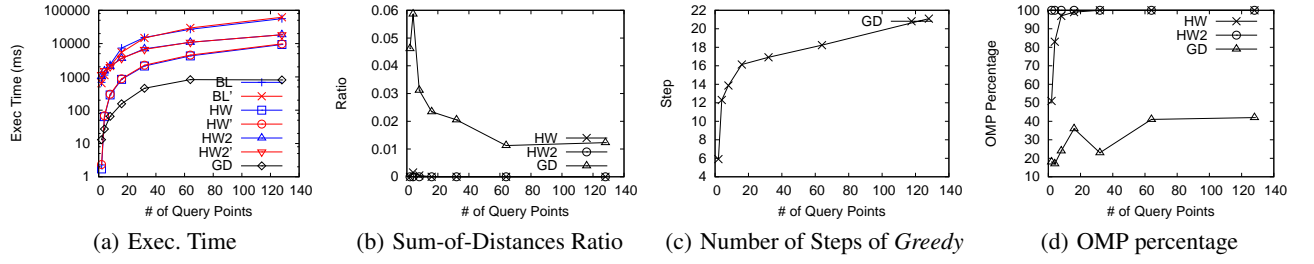 Exec Time (ms)
100000
10000
1000
100
10
1
0 20 40 60 80 100 120 140
# of Query Points
BL
BL'
HW
HW'
HW2
HW2'
GD
(a) Exec. Time
Ratio
0.06
0.05
0.04
0.03
0.02
0.01
0
0 20 40 60 80 100 120 140
# of Query Points
HW
HW2
GD
(b) Sum-of-Distances Ratio
Step
22
20
18
16
14
12
10
8
6
4
0 20 40 60 80 100 120 140
# of Query Points
GD
(c) Number of Steps of Greedy
OMP Percentage
100
90
80
70
60
50
40
30
20
10
0
0 20 40 60 80 100 120 140
# of Query Points
HW
HW2
GD
(d) OMP percentage